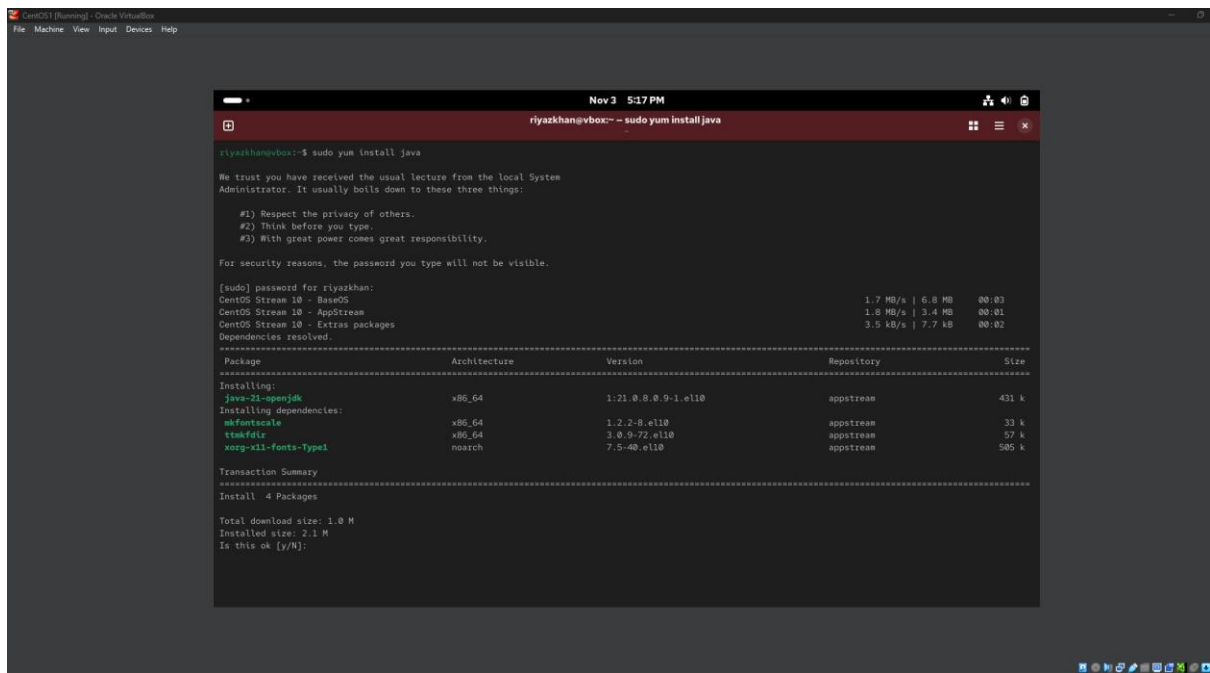 CentOS1 [Running] - Oracle VirtualBox
File Machine View Input Devices Help
Nov 3 5:17 PM
riyazkhan@vbox:~ — sudo yum install java
~
riyazkhan@vbox:~$ sudo yum install java
We trust you have received the usual lecture from the local System
Administrator. It usually boils down to these three things:
#1) Respect the privacy of others.
#2) Think before you type.
#3) With great power comes great responsibility.
For security reasons, the password you type will not be visible.
[sudo] password for riyazkhan:
CentOS Stream 10 - BaseOS 1.7 MB/s | 6.8 MB 00:03
CentOS Stream 10 - AppStream 1.8 MB/s | 3.4 MB 00:01
CentOS Stream 10 - Extras packages 3.5 kB/s | 7.7 kB 00:02
Dependencies resolved.
Package Architecture Version Repository Size
Installing:
java-21-openjdk x86_64 1:21.0.8.0.9-1.el10 appstream 431 k
Installing dependencies:
mkfontscale x86_64 1.2.2-8.el10 appstream 33 k
ttmkfdir x86_64 3.0.9-72.el10 appstream 57 k
xorg-x11-fonts-Type1 noarch 7.5-40.el10 appstream 505 k
Transaction Summary
Install 4 Packages
Total download size: 1.0 M
Installed size: 2.1 M
Is this ok [y/N]: